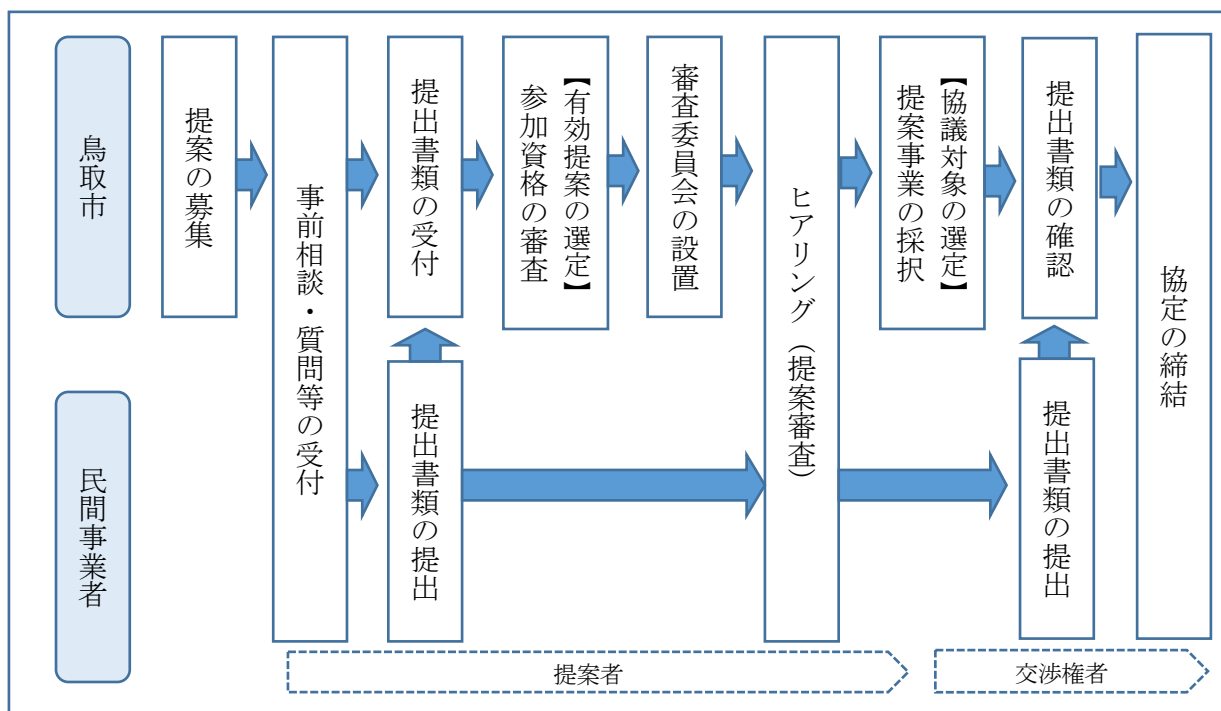 鳥取市
提案の募集
事前相談・質問等の受付
提出書類の受付
【有効提案の選定】
参加資格の審査
審査委員会の設置
ヒアリング（提案審査）
【協議対象の選定】
提案事業の採択
提出書類の確認
協定の締結
民間事業者
提出書類の提出
提出書類の提出
提案者
交渉権者